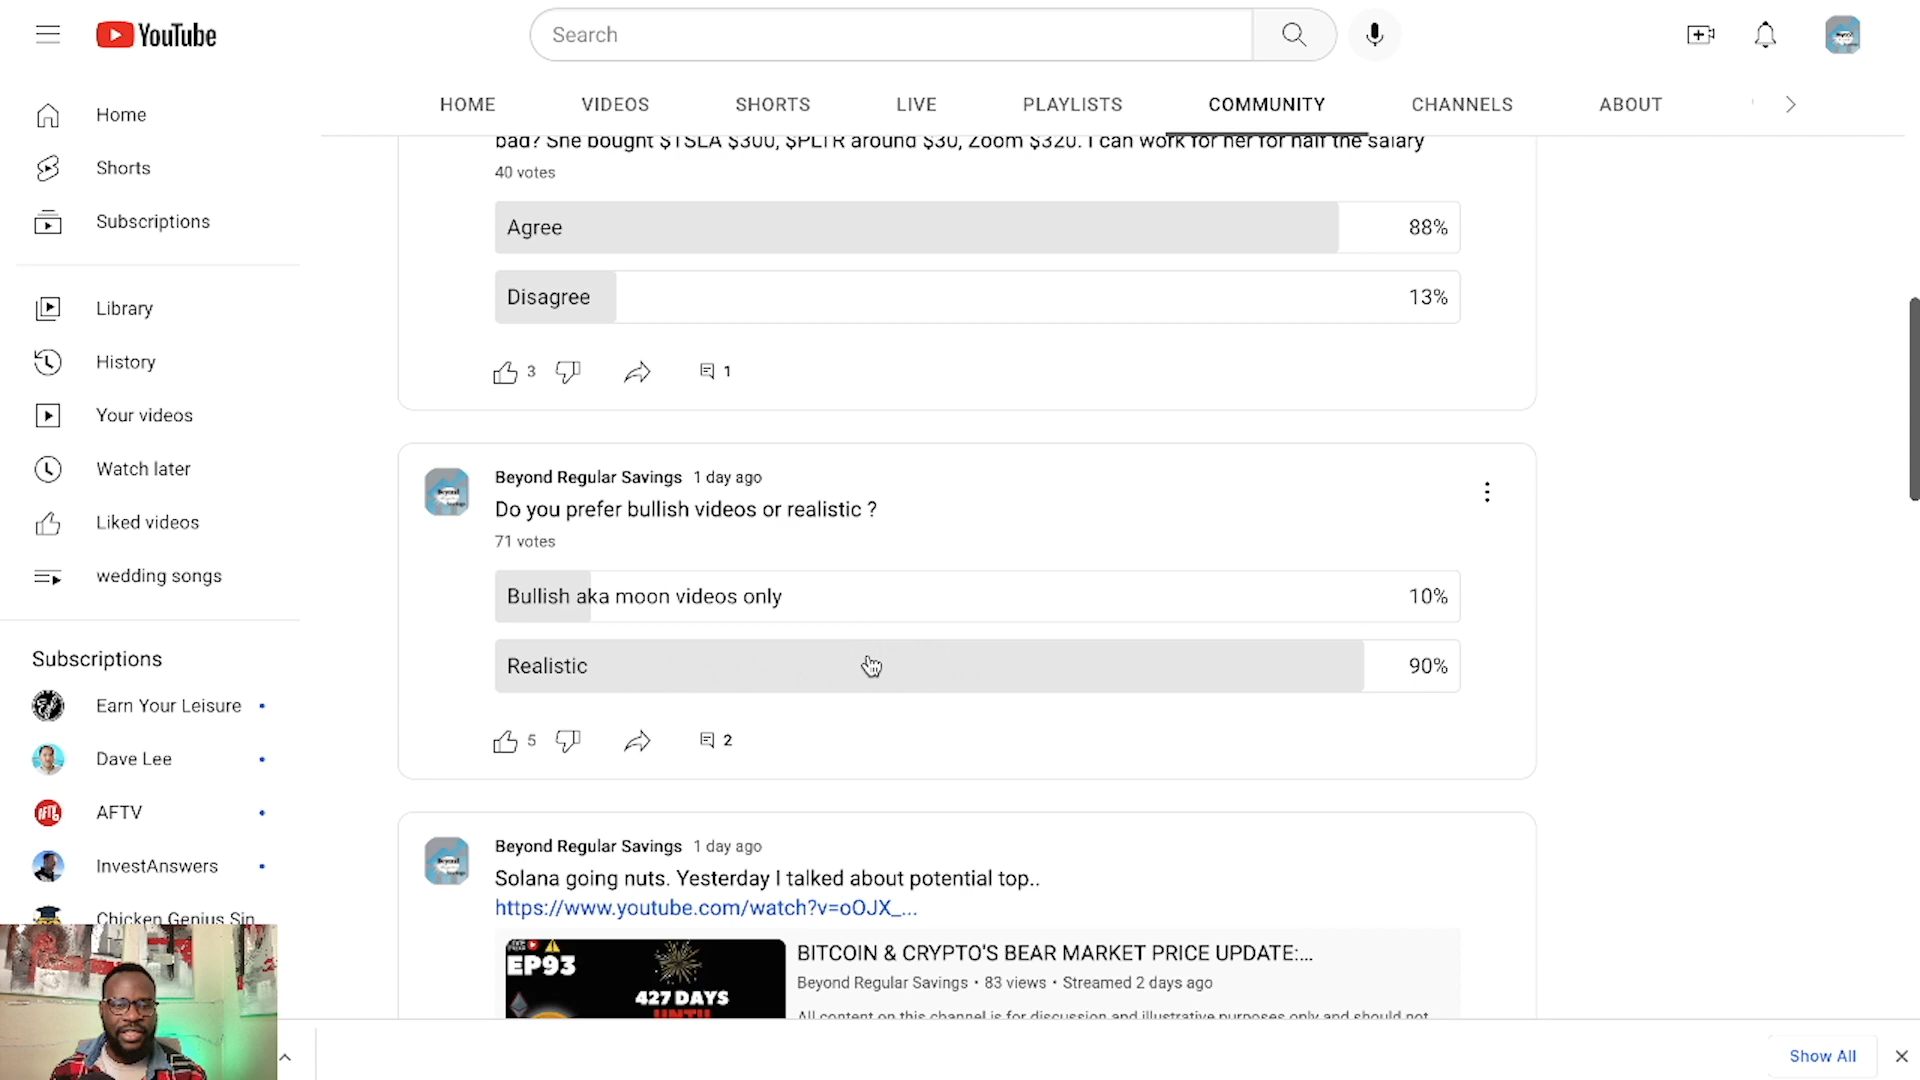 YouTube
Search
HOME VIDEOS SHORTS LIVE PLAYLISTS COMMUNITY CHANNELS ABOUT
Home
Shorts
Subscriptions
Library
History
Your videos
Watch later
Liked videos
wedding songs
Subscriptions
Earn Your Leisure
Dave Lee
AFTV
InvestAnswers
Chicken Genius Sin
bad? She bought $TSLA $300, $PLTR around $30, Zoom $320. I can work for her for half the salary
40 votes
Agree 88%
Disagree 13%
3 1
Beyond Regular Savings 1 day ago
Do you prefer bullish videos or realistic ?
71 votes
Bullish aka moon videos only 10%
Realistic 90%
5 2
Beyond Regular Savings 1 day ago
Solana going nuts. Yesterday I talked about potential top..
https://www.youtube.com/watch?v=oOJX_...
EP93
427 DAYS
UNTIL
BITCOIN & CRYPTO'S BEAR MARKET PRICE UPDATE:...
Beyond Regular Savings • 83 views • Streamed 2 days ago
All content on this channel is for discussion and illustrative purposes only and should not
Show All